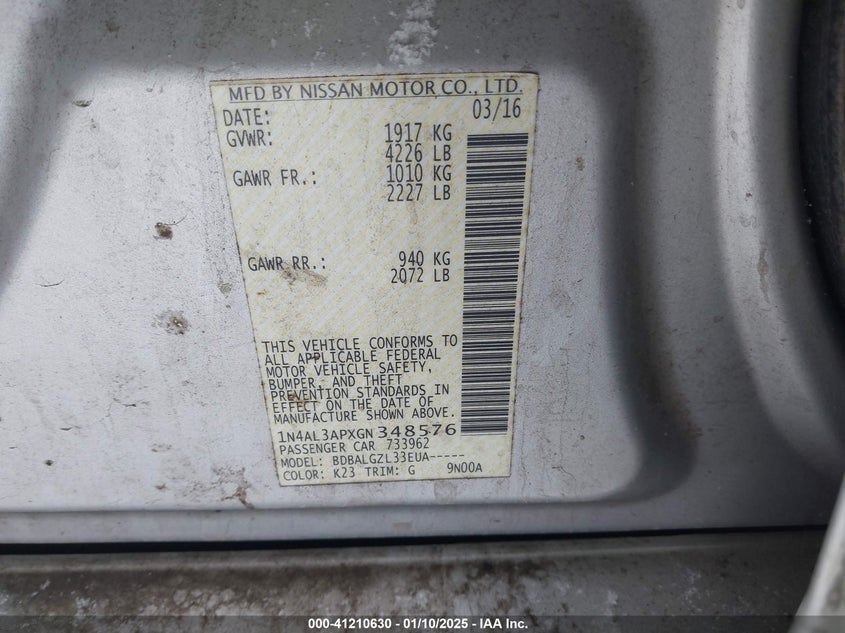 MFD BY NISSAN MOTOR CO., LTD.
DATE: 03/16
GVWR: 1917 KG
4226 LB
GAWR FR.: 1010 KG
2227 LB
GAWR RR.: 940 KG
2072 LB
THIS VEHICLE CONFORMS TO
ALL APPLICABLE FEDERAL
MOTOR VEHICLE SAFETY,
BUMPER, AND THEFT
PREVENTION STANDARDS IN
EFFECT ON THE DATE OF
MANUFACTURE SHOWN ABOVE.
1N4AL3APXGN348576
PASSENGER CAR 733962
MODEL: BDBALGZL33EUA-----
COLOR: K23 TRIM: G 9N00A
000-41210630 - 01/10/2025 - IAA Inc.